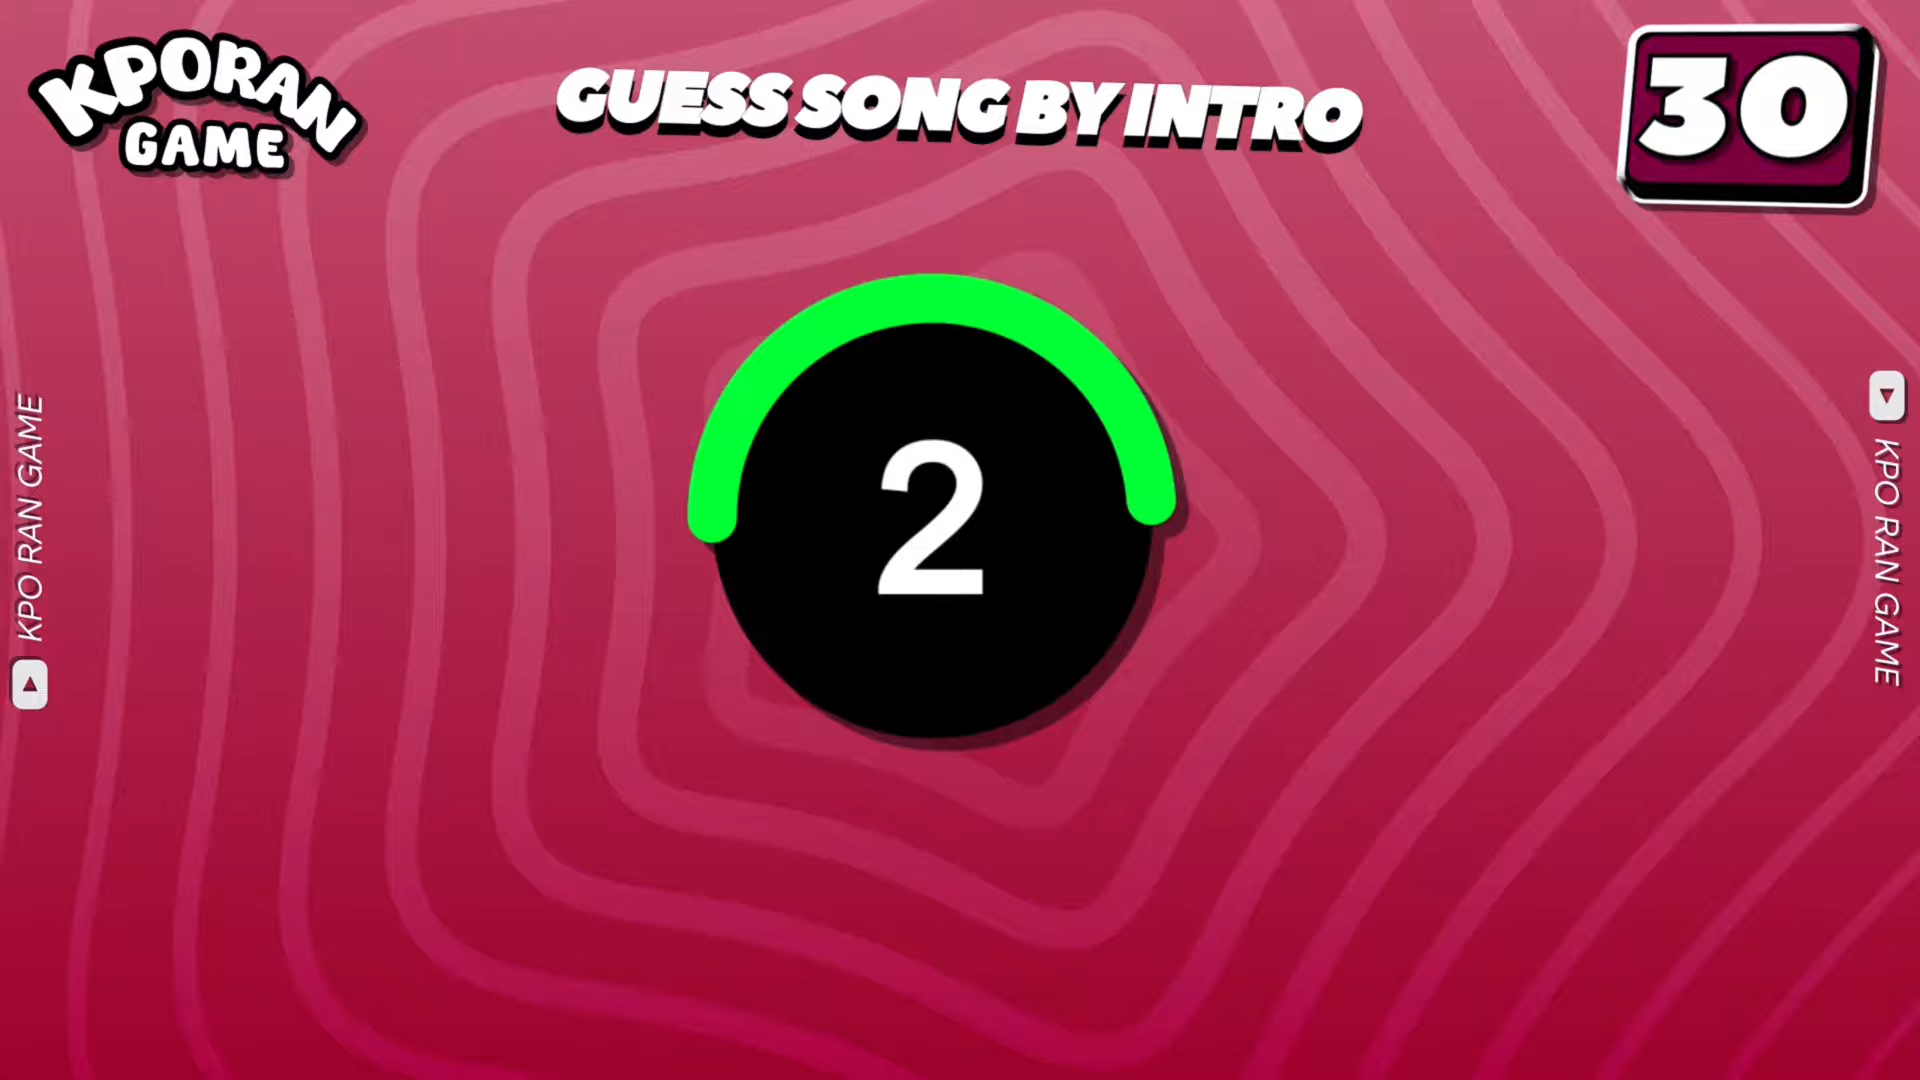 KPORAN
GAME
GUESS SONG BY INTRO
30
2
KPO RAN GAME
KPO RAN GAME